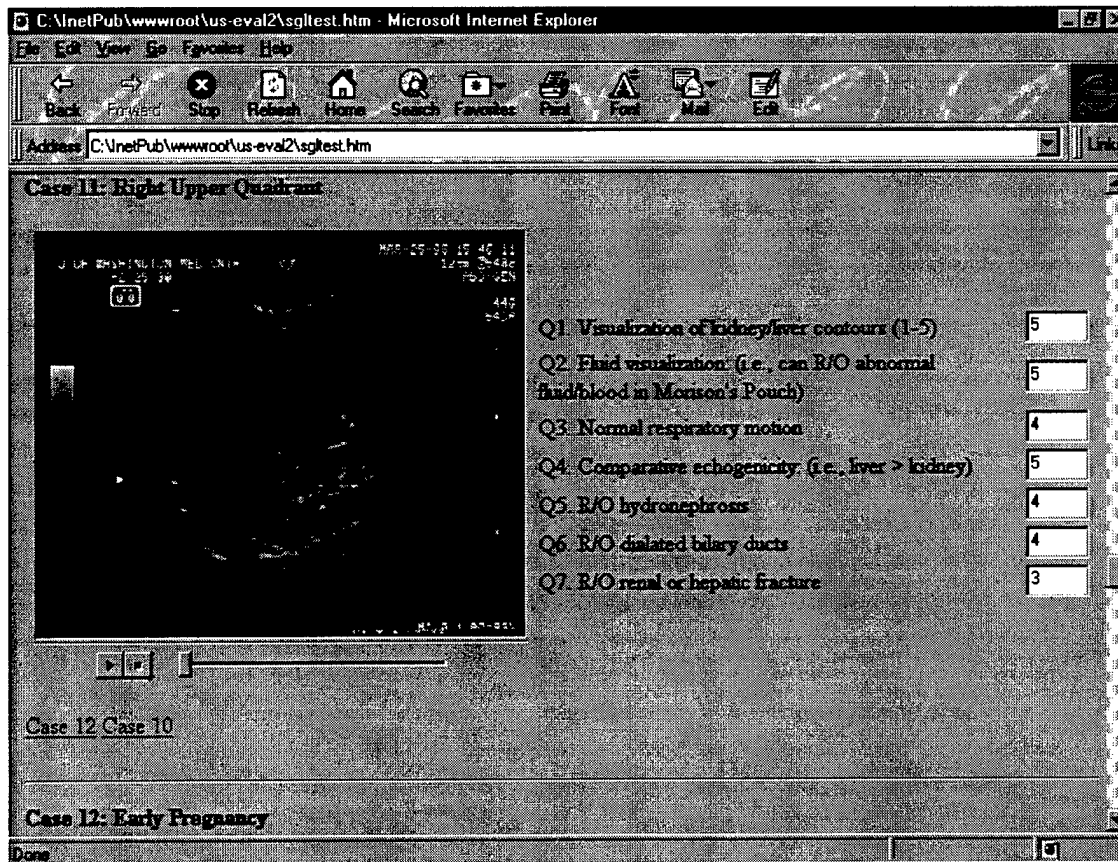 C:\InetPub\wwwroot\us-eval2\sgltest.htm - Microsoft Internet Explorer
File Edit View Go Favorites Help
Back Forward Stop Refresh Home Search Favorites Print Font Mail Edit
Address C:\InetPub\wwwroot\us-eval2\sgltest.htm Links
Case 11: Right Upper Quadrant
WASHINGTON MED
Q1. Visualization of kidney/liver contours (1-5) 5
Q2. Fluid visualization: (i.e., can R/O abnormal
fluid/blood in Morison's Pouch) 5
Q3. Normal respiratory motion 4
Q4. Comparative echogenicity: (i.e., liver > kidney) 5
Q5. R/O hydronephrosis 4
Q6. R/O dialated bilary ducts 4
Q7. R/O renal or hepatic fracture 3
Case 12 Case 10
Case 12: Early Pregnancy
Done